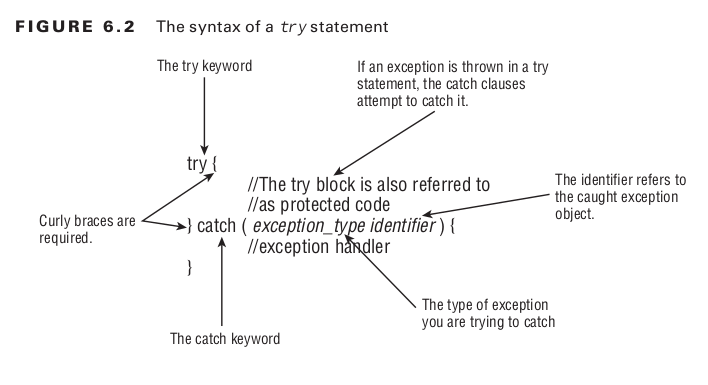 FIGURE 6.2 The syntax of a try statement
The try keyword
If an exception is thrown in a try
statement, the catch clauses
attempt to catch it.
try {
//The try block is also referred to
//as protected code
The identifier refers to
the caught exception
object.
Curly braces are
required.
} catch ( exception_type identifier ) {
//exception handler
}
The type of exception
you are trying to catch
The catch keyword